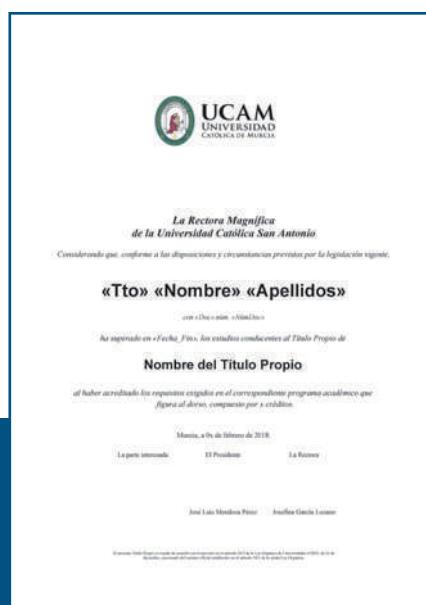 UCAM
UNIVERSIDAD
CATÓLICA DE MURCIA
La Rectora Magnífica
de la Universidad Católica San Antonio
Considerando que, conforme a las disposiciones y circunstancias previstas por la legislación vigente,
«Tto» «Nombre» «Apellidos»
con «Doc» núm. «NúmDoc»
ha superado en «Fecha_Fin», los estudios conducentes al Título Propio de
Nombre del Título Propio
al haber acreditado los requisitos exigidos en el correspondiente programa académico que
figura al dorso, compuesto por x créditos.
Murcia, a 0x de febrero de 2018
La parte interesada El Presidente La Rectora
José Luis Mendoza Pérez Josefina García Lozano